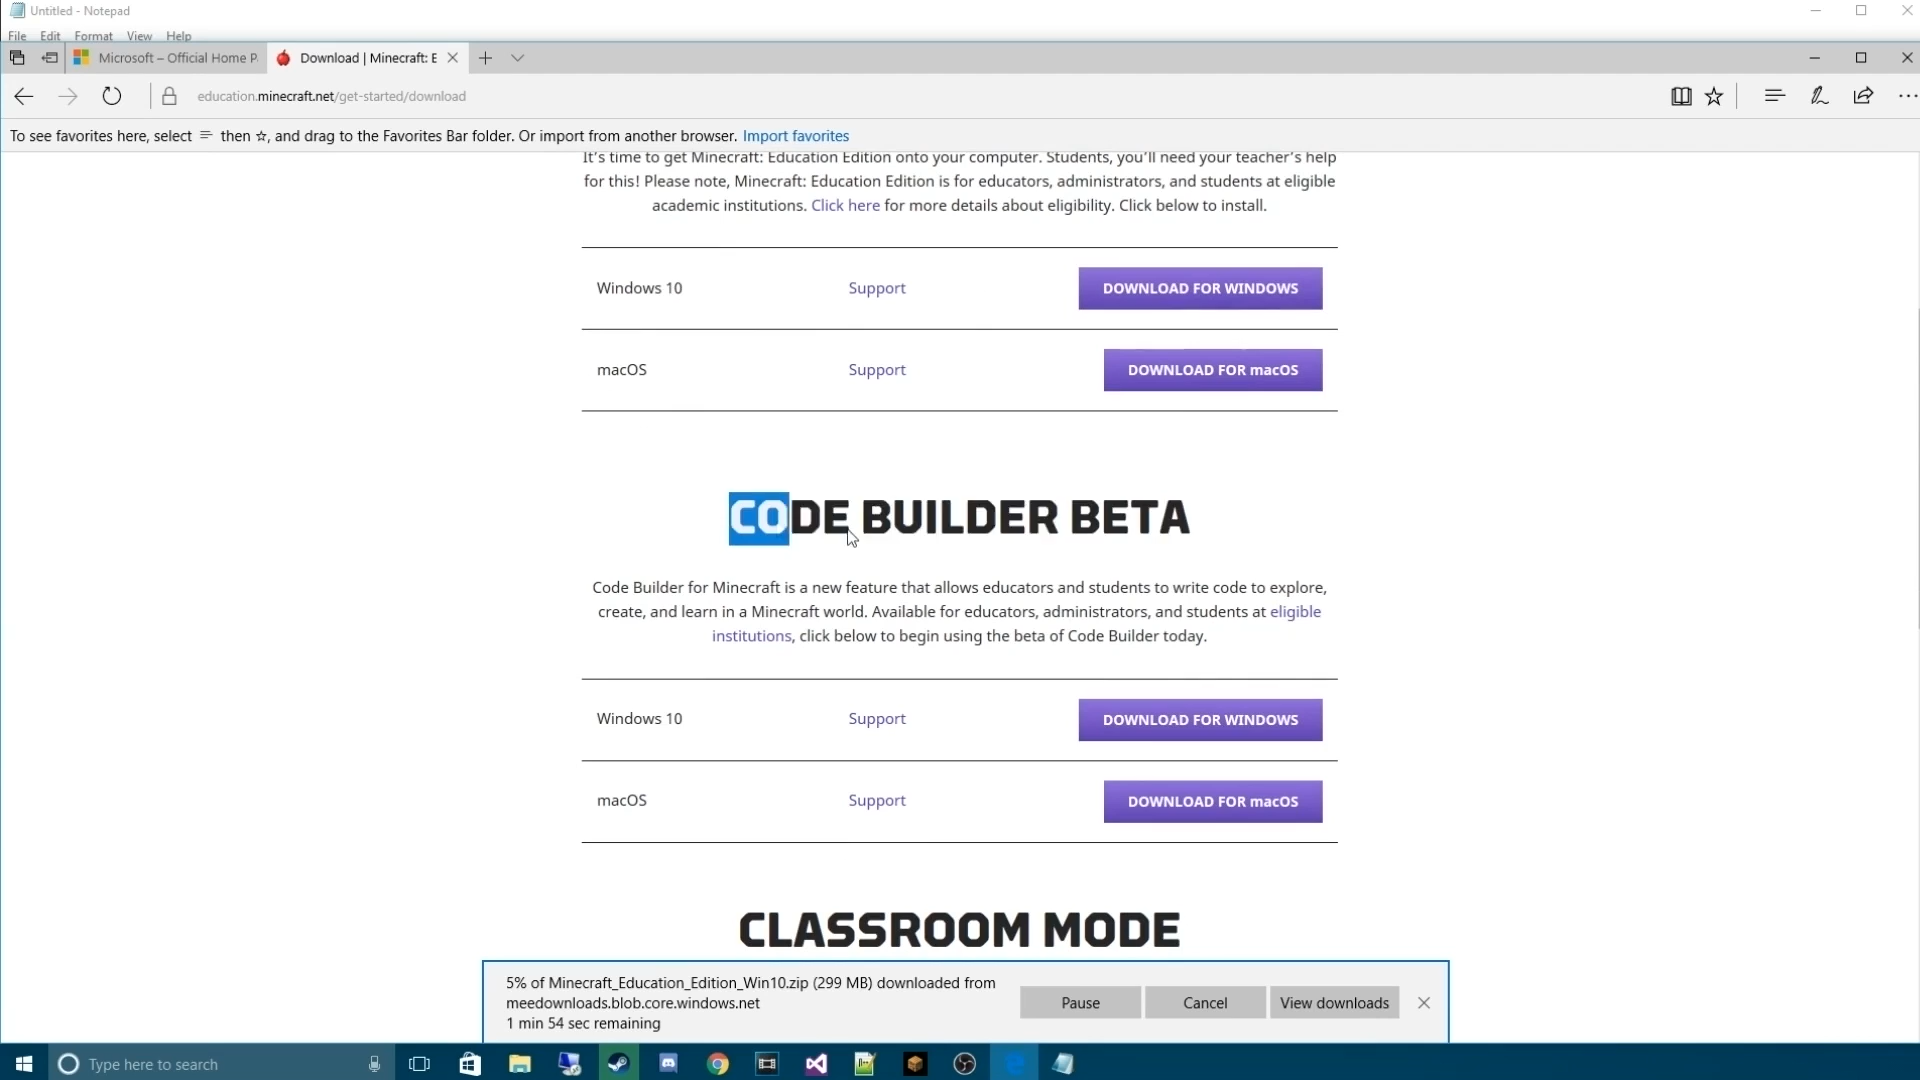 Untitled - Notepad
File Edit Format View Help
Microsoft – Official Home P
Download | Minecraft: E
education.minecraft.net/get-started/download
To see favorites here, select then ☆, and drag to the Favorites Bar folder. Or import from another browser. Import favorites
It's time to get Minecraft: Education Edition onto your computer. Students, you'll need your teacher's help
for this! Please note, Minecraft: Education Edition is for educators, administrators, and students at eligible
academic institutions. Click here for more details about eligibility. Click below to install.
Windows 10 Support DOWNLOAD FOR WINDOWS
macOS Support DOWNLOAD FOR macOS
CODE BUILDER BETA
Code Builder for Minecraft is a new feature that allows educators and students to write code to explore,
create, and learn in a Minecraft world. Available for educators, administrators, and students at eligible
institutions, click below to begin using the beta of Code Builder today.
Windows 10 Support DOWNLOAD FOR WINDOWS
macOS Support DOWNLOAD FOR macOS
CLASSROOM MODE
5% of Minecraft_Education_Edition_Win10.zip (299 MB) downloaded from
meedownloads.blob.core.windows.net
1 min 54 sec remaining
Pause Cancel View downloads
Type here to search